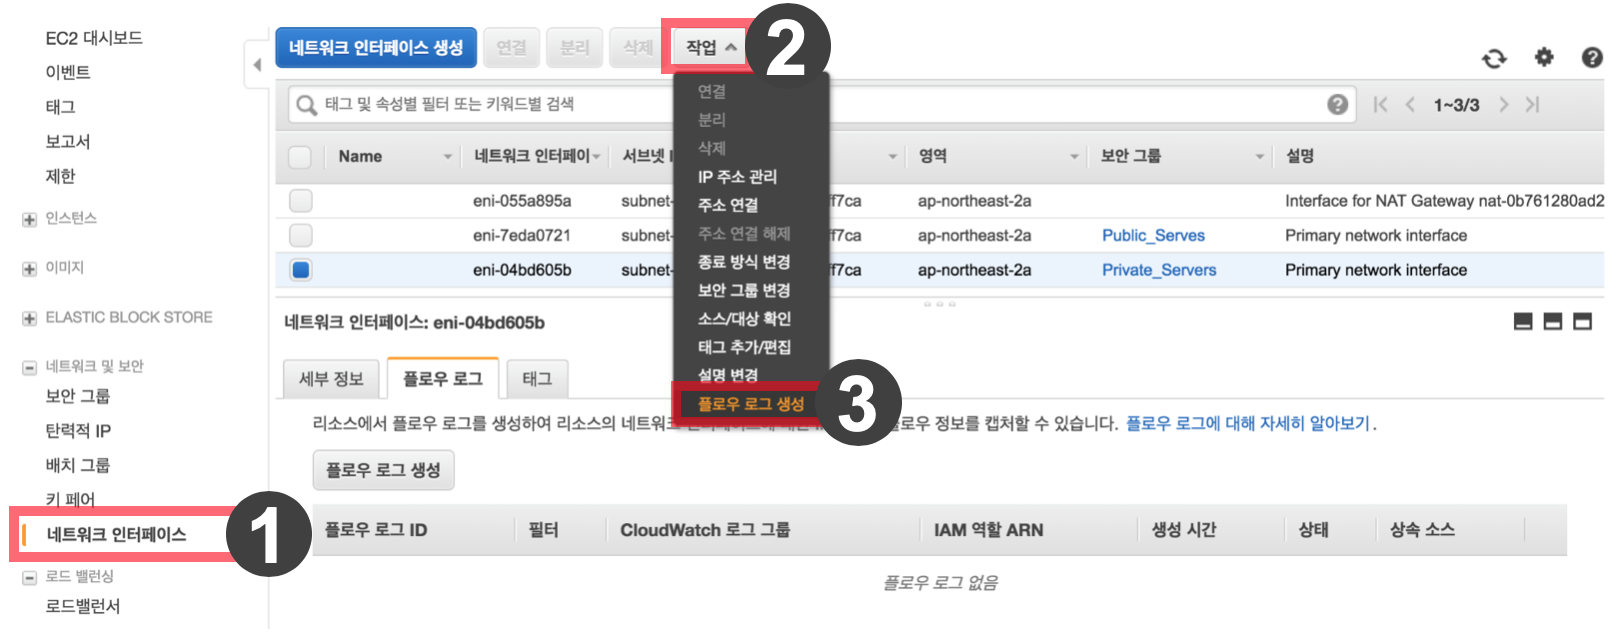 EC2 대시보드
이벤트
태그
보고서
제한
인스턴스
이미지
ELASTIC BLOCK STORE
네트워크 및 보안
보안 그룹
탄력적 IP
배치 그룹
키 페어
네트워크 인터페이스
1
로드 밸런싱
로드밸런서
네트워크 인터페이스 생성 연결 분리 삭제 작업
2
태그 및 속성별 필터 또는 키워드별 검색 1~3/3
Name 네트워크 인터페이 서브넷 영역 보안 그룹 설명
eni-055a895a subnet- f7ca ap-northeast-2a Interface for NAT Gateway nat-0b761280ad2
eni-7eda0721 subnet- f7ca ap-northeast-2a Public_Serves Primary network interface
eni-04bd605b subnet- f7ca ap-northeast-2a Private_Servers Primary network interface
연결
분리
삭제
IP 주소 관리
주소 연결
주소 연결 해제
종료 방식 변경
보안 그룹 변경
소스/대상 확인
태그 추가/편집
설명 변경
플로우 로그 생성
3
네트워크 인터페이스: eni-04bd605b
세부 정보 플로우 로그 태그
리소스에서 플로우 로그를 생성하여 리소스의 네트워크 플로우 정보를 캡처할 수 있습니다. 플로우 로그에 대해 자세히 알아보기.
플로우 로그 생성
플로우 로그 ID 필터 CloudWatch 로그 그룹 IAM 역할 ARN 생성 시간 상태 상속 소스
플로우 로그 없음